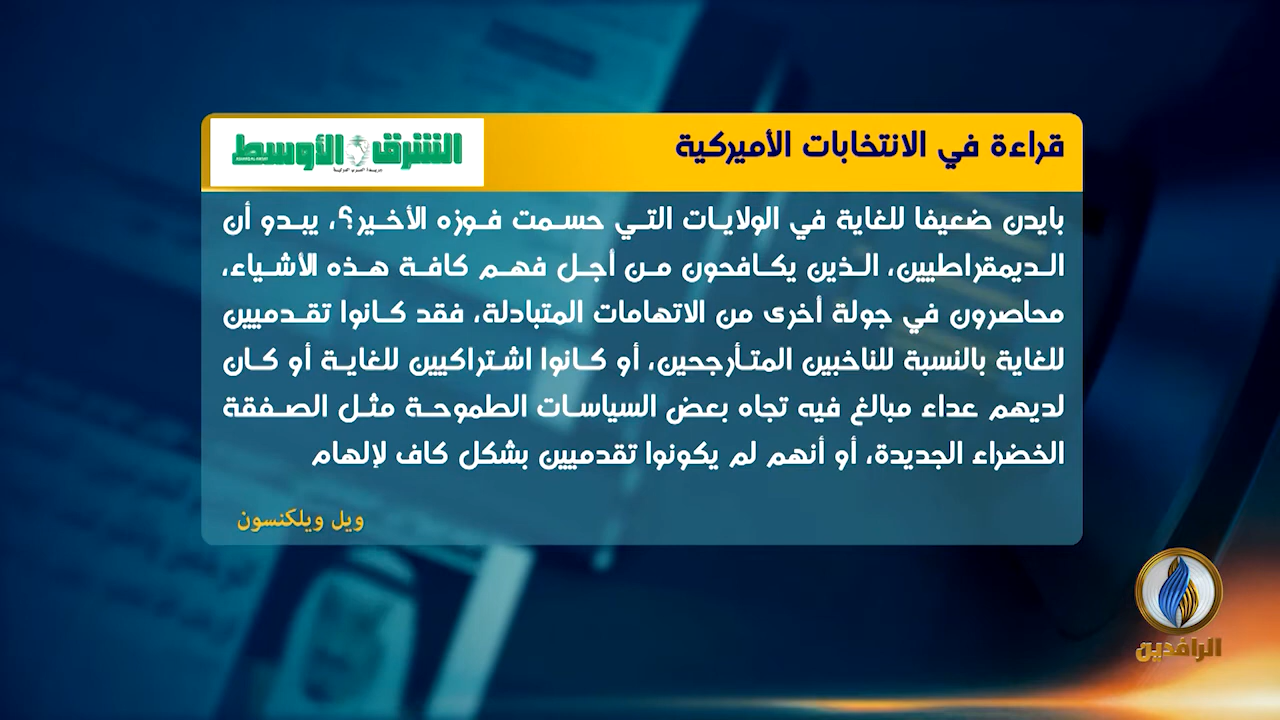 قراءة في الانتخابات الأميركية
الشرق الأوسط
بايدن ضعيفا للغاية في الولايات التي حسمت فوزه الأخير؟، يبدو أن
الديمقراطيين، الذين يكافحون من أجل فهم كافة هذه الأشياء،
محاصرون في جولة أخرى من الاتهامات المتبادلة، فقد كانوا تقدميين
للغاية بالنسبة للناخبين المتأرجحين، أو كانوا اشتراكيين للغاية أو كان
لديهم عداء مبالغ فيه تجاه بعض السياسات الطموحة مثل الصفقة
الخضراء الجديدة، أو أنهم لم يكونوا تقدميين بشكل كاف لإلهام
ويل ويلكنسون
الرافدين